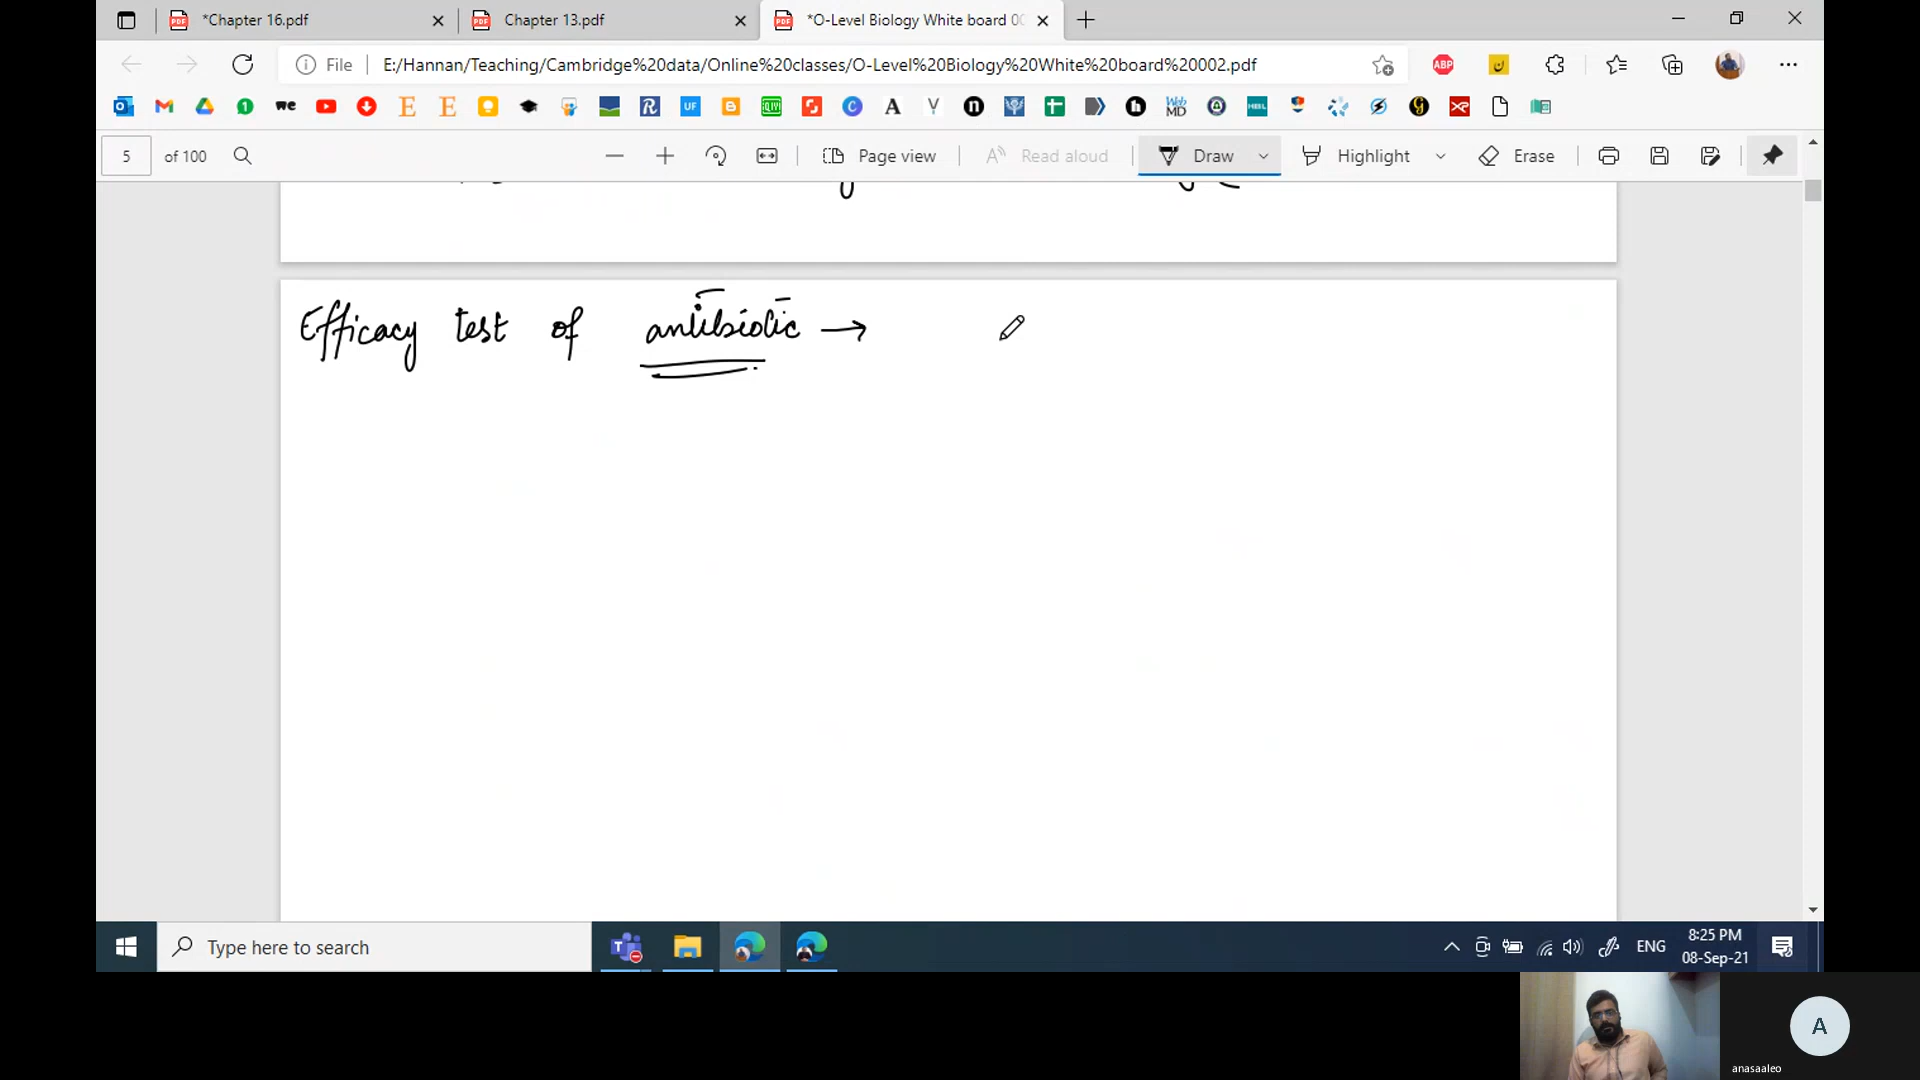 *Chapter 16.pdf
Chapter 13.pdf
*O-Level Biology White board 00
File
E:/Hannan/Teaching/Cambridge%20data/Online%20classes/O-Level%20Biology%20White%20board%20002.pdf
5 of 100
Page view
Read aloud
Draw
Highlight
Erase
Efficacy test of antibiotic →
Type here to search
ENG
8:25 PM
08-Sep-21
A
anasaaleo